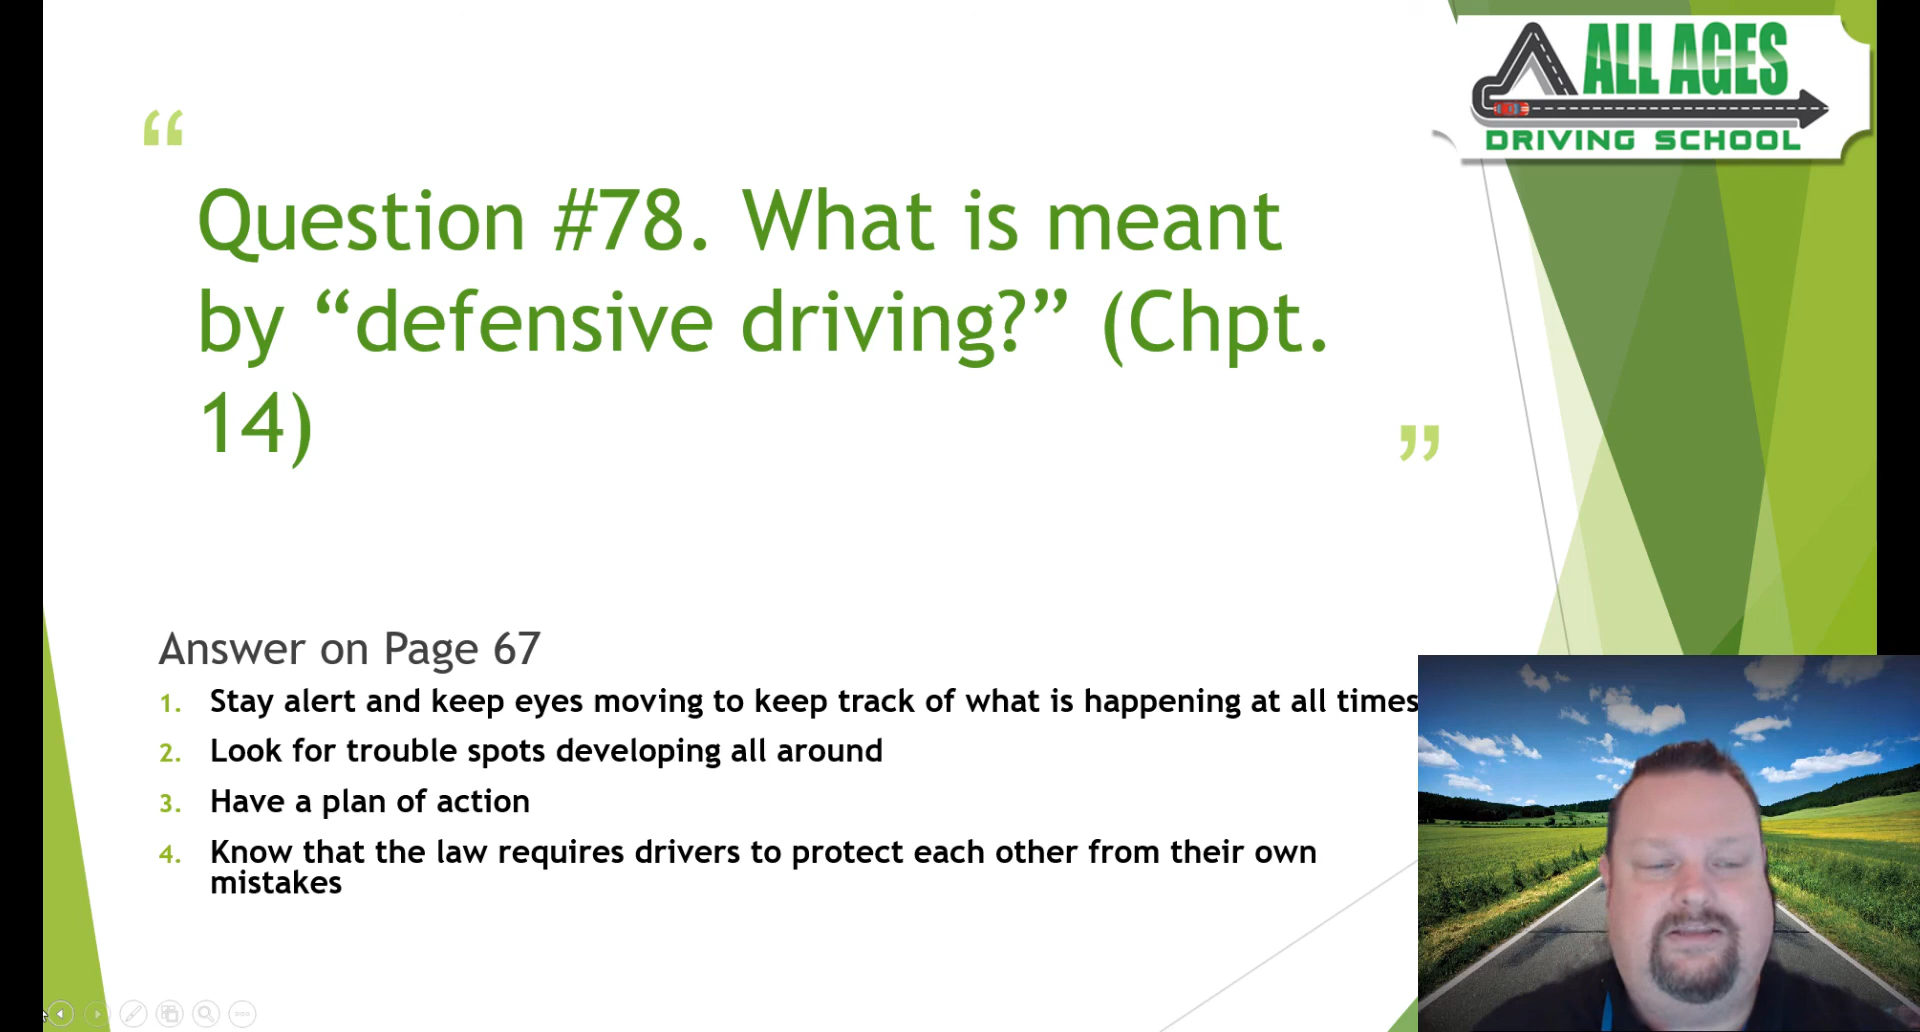 ALL AGES
DRIVING SCHOOL
“
Question #78. What is meant
by “defensive driving?” (Chpt.
14)
”
Answer on Page 67
1. Stay alert and keep eyes moving to keep track of what is happening at all times
2. Look for trouble spots developing all around
3. Have a plan of action
4. Know that the law requires drivers to protect each other from their own
mistakes